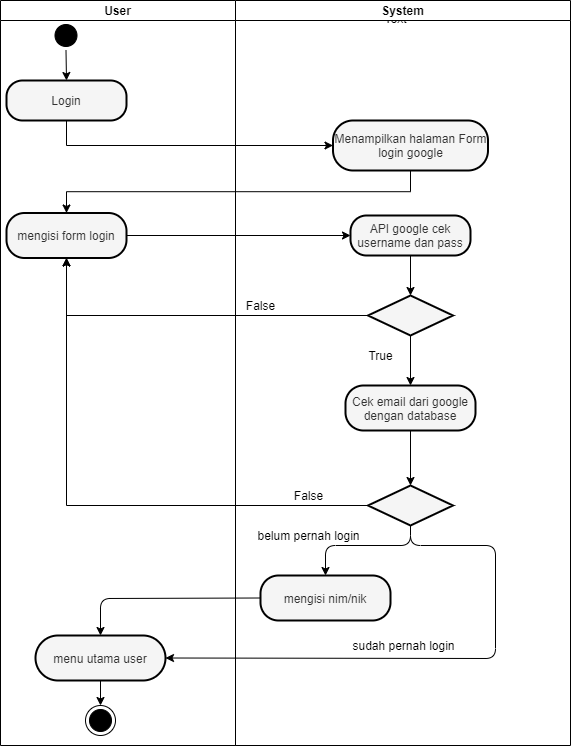 User
System
Login
Menampilkan halaman Form
login google
mengisi form login
API google cek
username dan pass
False
True
Cek email dari google
dengan database
False
belum pernah login
mengisi nim/nik
sudah pernah login
menu utama user